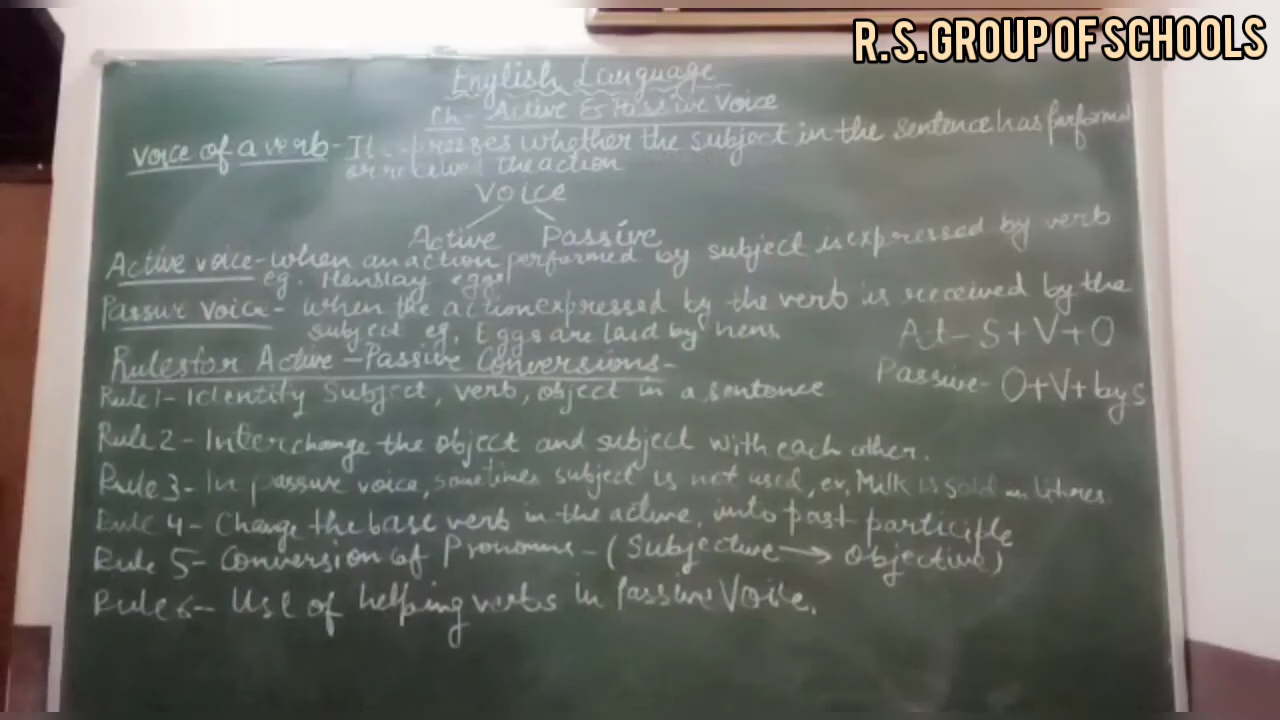 R.S. GROUP OF SCHOOLS
English Language
Ch- Active & Passive Voice
Voice of a verb- It expresses whether the subject in the sentence has performed
or received the action
Voice
Active Passive
Active voice- when an action performed by subject is expressed by verb
eg. Hens lay eggs
Passive Voice- when the action expressed by the verb is received by the
subject eg. Eggs are laid by hens.
S+V+O
Rules for Active-Passive Conversions-
Passive- O+V+by S
Rule 1- Identify Subject, verb, object in a sentence
Rule 2- Interchange the object and subject with each other.
Rule 3- In passive voice, sometimes subject is not used, ex. Milk is sold in litres.
Rule 4- Change the base verb in the active, into past participle
Rule 5- Conversion of Pronouns- (Subjective → Objective)
Rule 6- Use of helping verbs in Passive Voice.